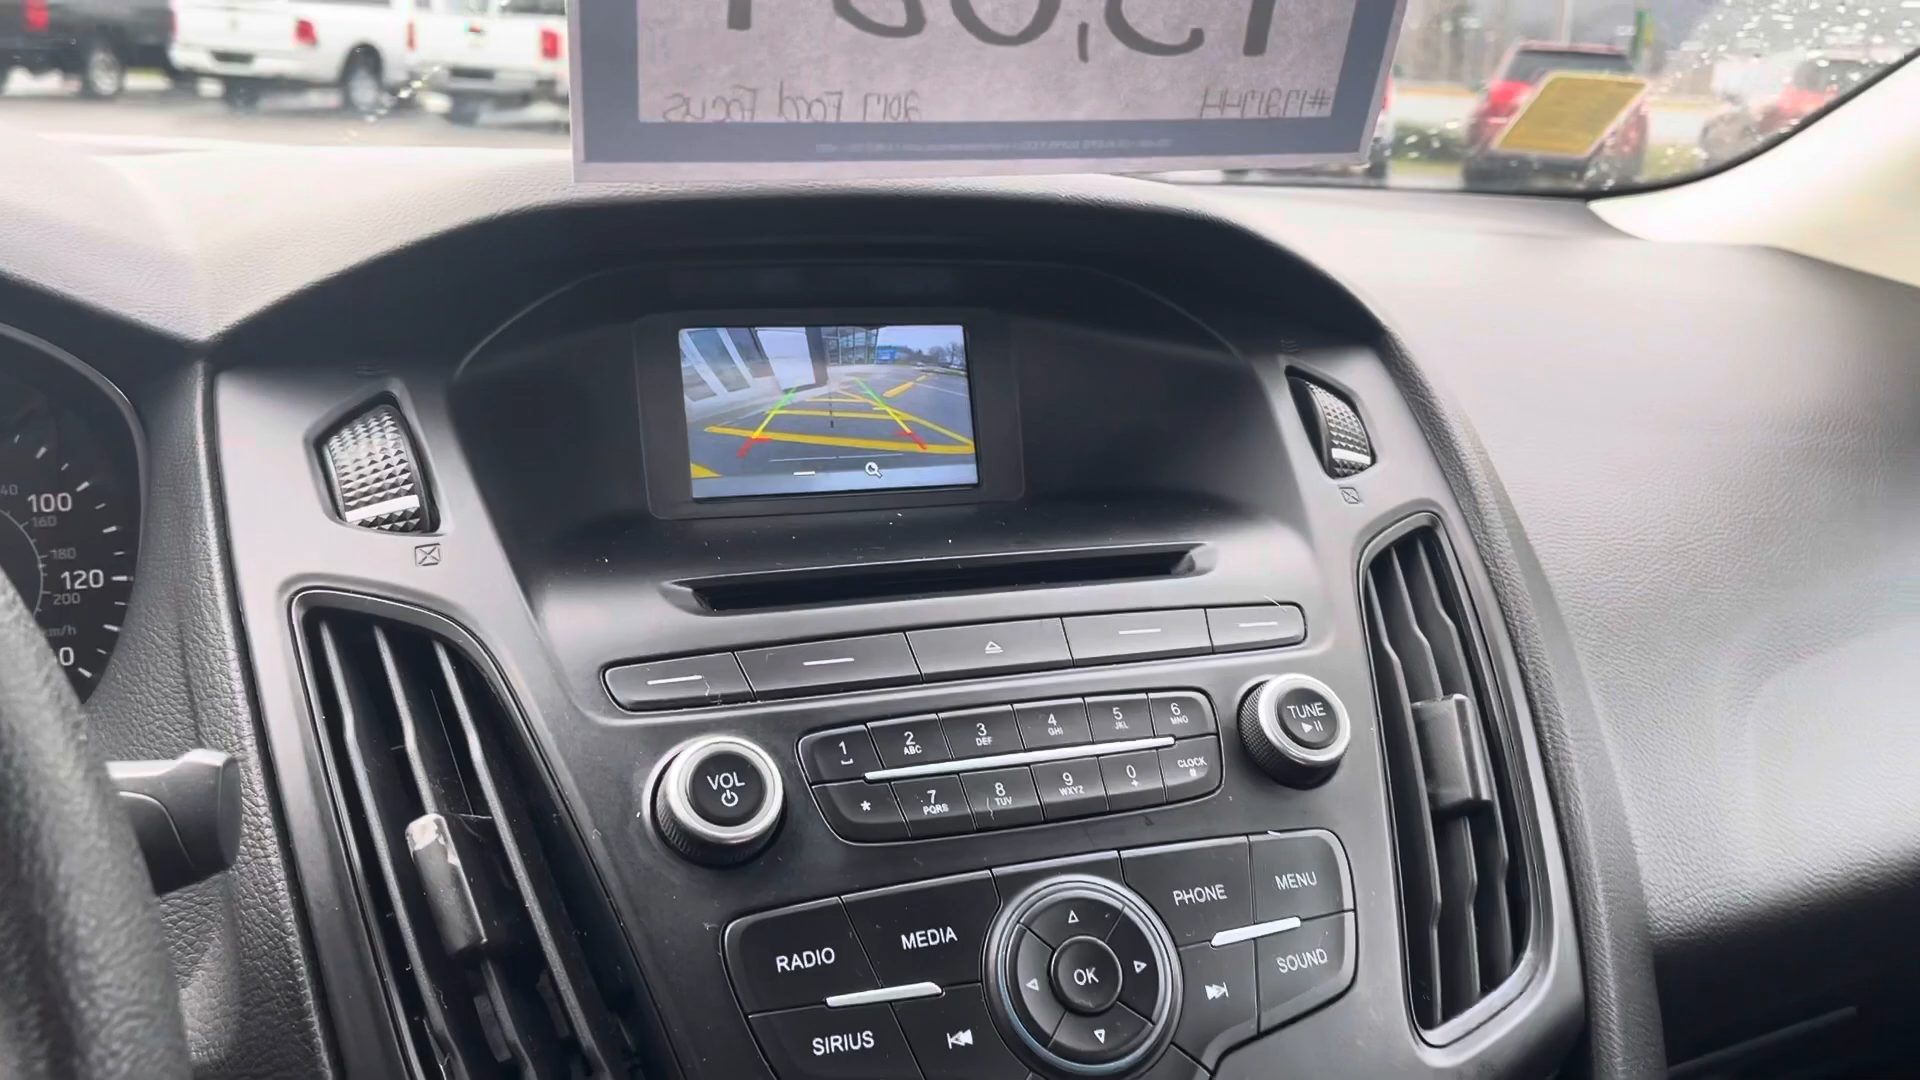 2017 Ford Focus
100
160
180
120
200
km/h
1
2 ABC
3 DEF
4 GHI
5 JKL
6 MNO
VOL
TUNE
*
7 PQRS
8 TUV
9 WXYZ
0 +
CLOCK
RADIO
MEDIA
PHONE
MENU
OK
SIRIUS
SOUND